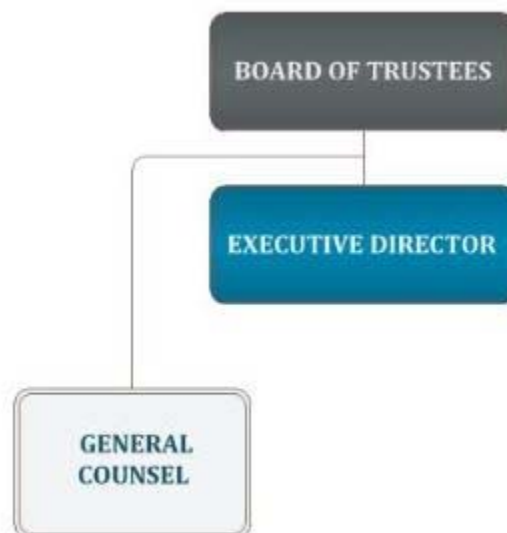 BOARD OF TRUSTEES
EXECUTIVE DIRECTOR
GENERAL
COUNSEL